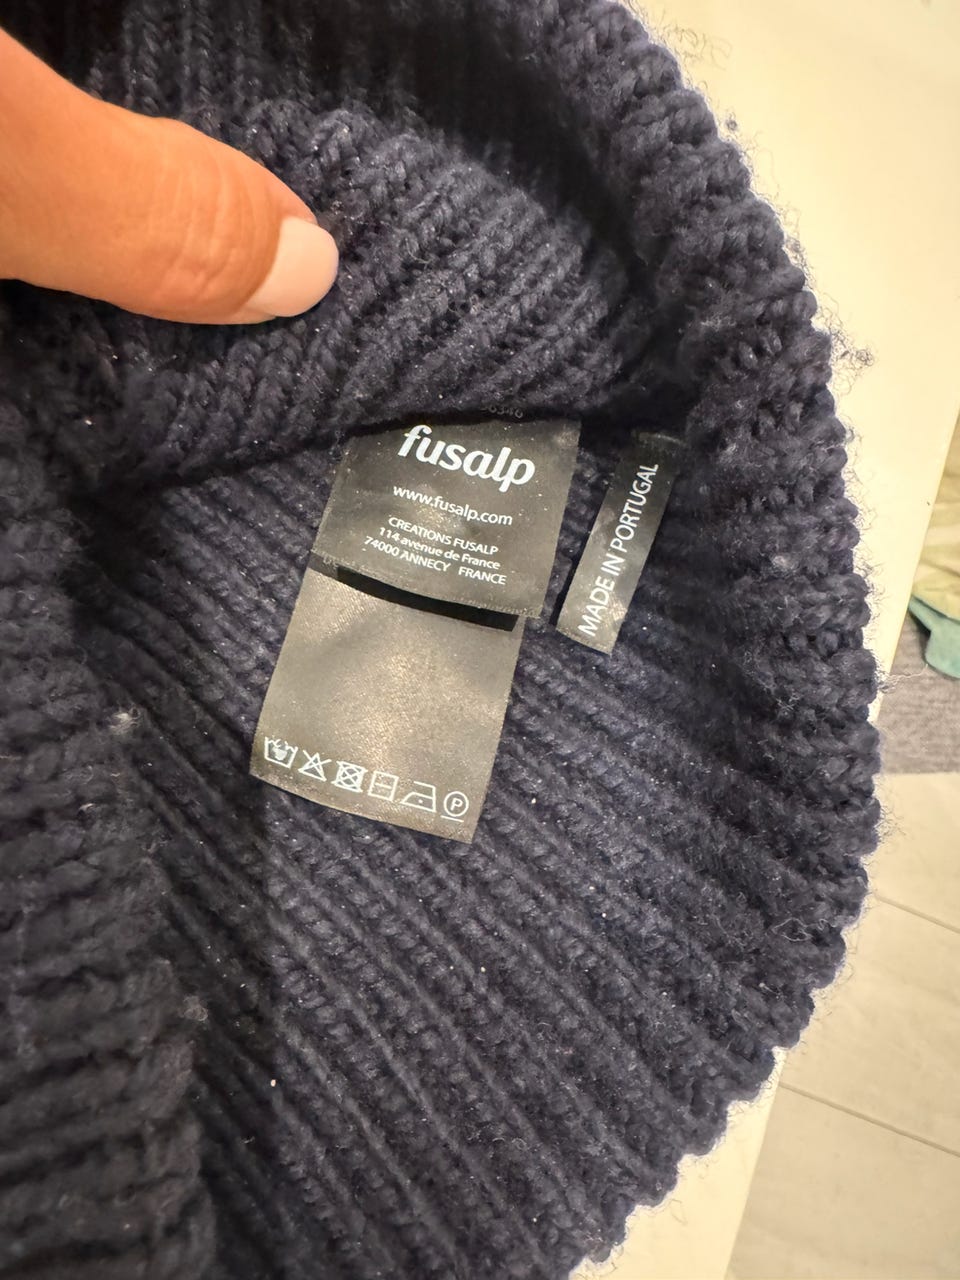 fusalp
www.fusalp.com
CREATIONS FUSALP
114 avenue de France
74000 ANNECY FRANCE
MADE IN PORTUGAL
P